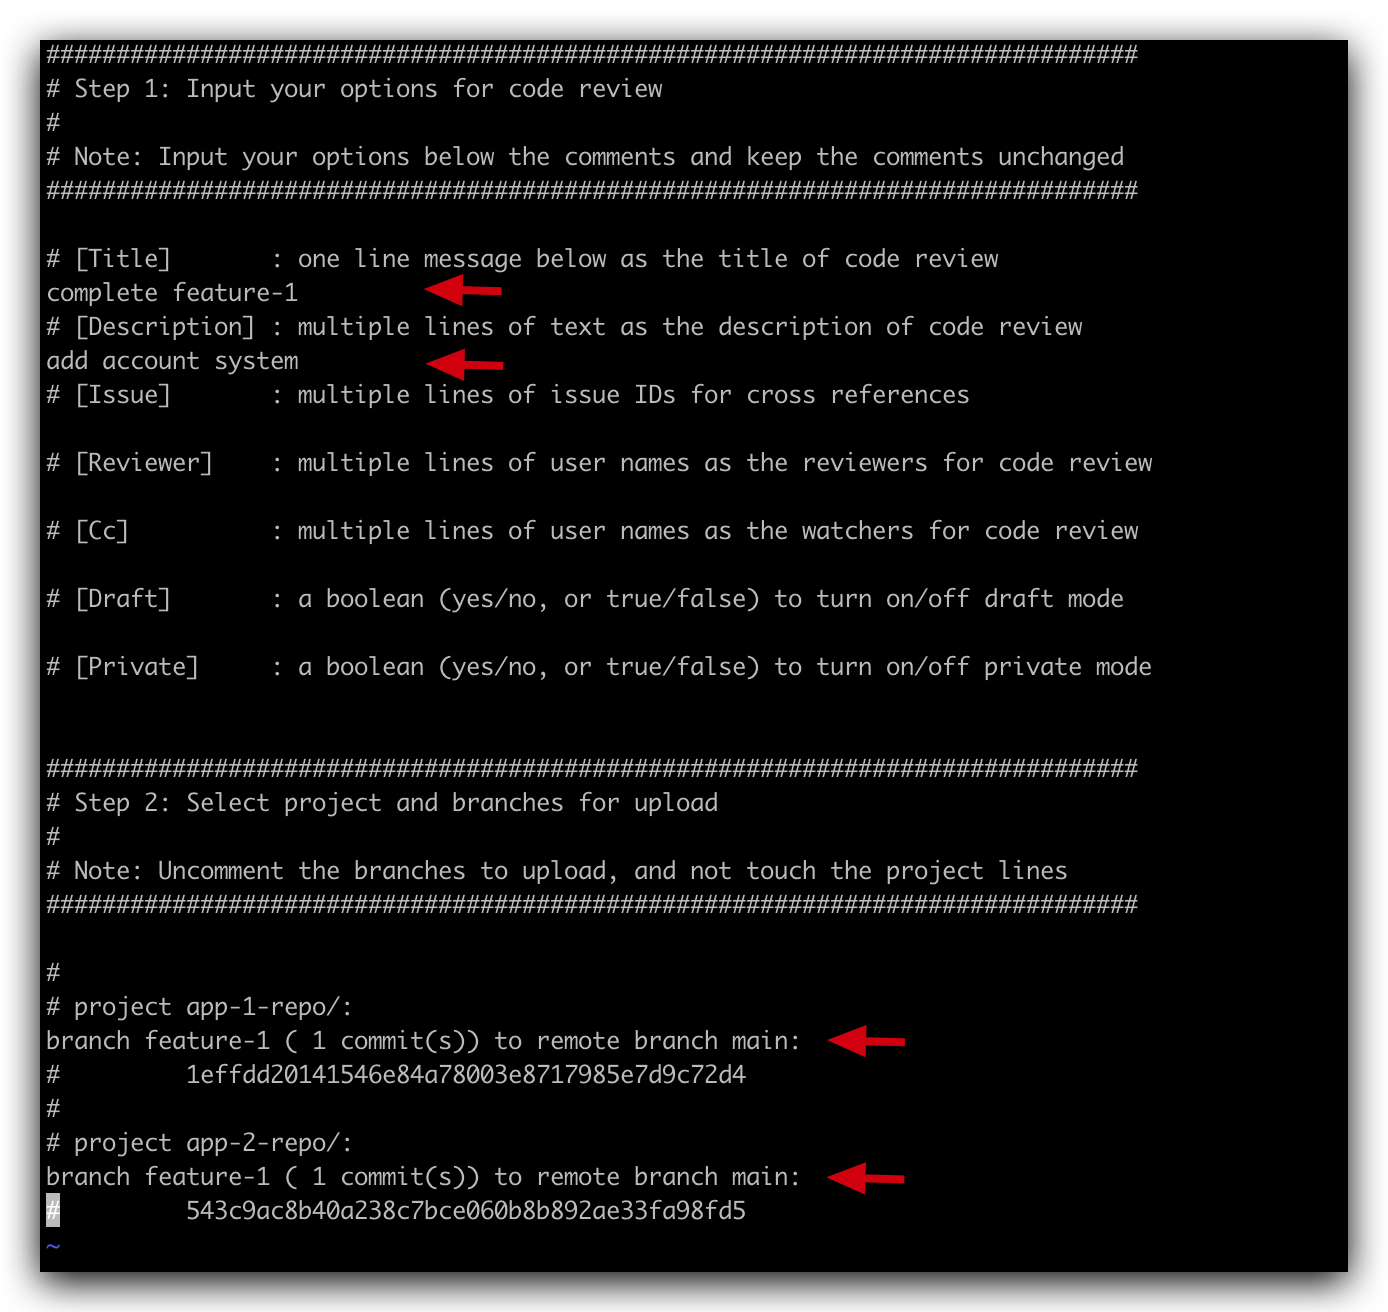 ##############################################################################
# Step 1: Input your options for code review
#
# Note: Input your options below the comments and keep the comments unchanged
##############################################################################

# [Title]       : one line message below as the title of code review
complete feature-1
# [Description] : multiple lines of text as the description of code review
add account system
# [Issue]       : multiple lines of issue IDs for cross references

# [Reviewer]    : multiple lines of user names as the reviewers for code review

# [Cc]          : multiple lines of user names as the watchers for code review

# [Draft]       : a boolean (yes/no, or true/false) to turn on/off draft mode

# [Private]     : a boolean (yes/no, or true/false) to turn on/off private mode


##############################################################################
# Step 2: Select project and branches for upload
#
# Note: Uncomment the branches to upload, and not touch the project lines
##############################################################################

#
# project app-1-repo/:
branch feature-1 ( 1 commit(s)) to remote branch main:
#         1effdd20141546e84a78003e8717985e7d9c72d4
#
# project app-2-repo/:
branch feature-1 ( 1 commit(s)) to remote branch main:
#         543c9ac8b40a238c7bce060b8b892ae33fa98fd5
~